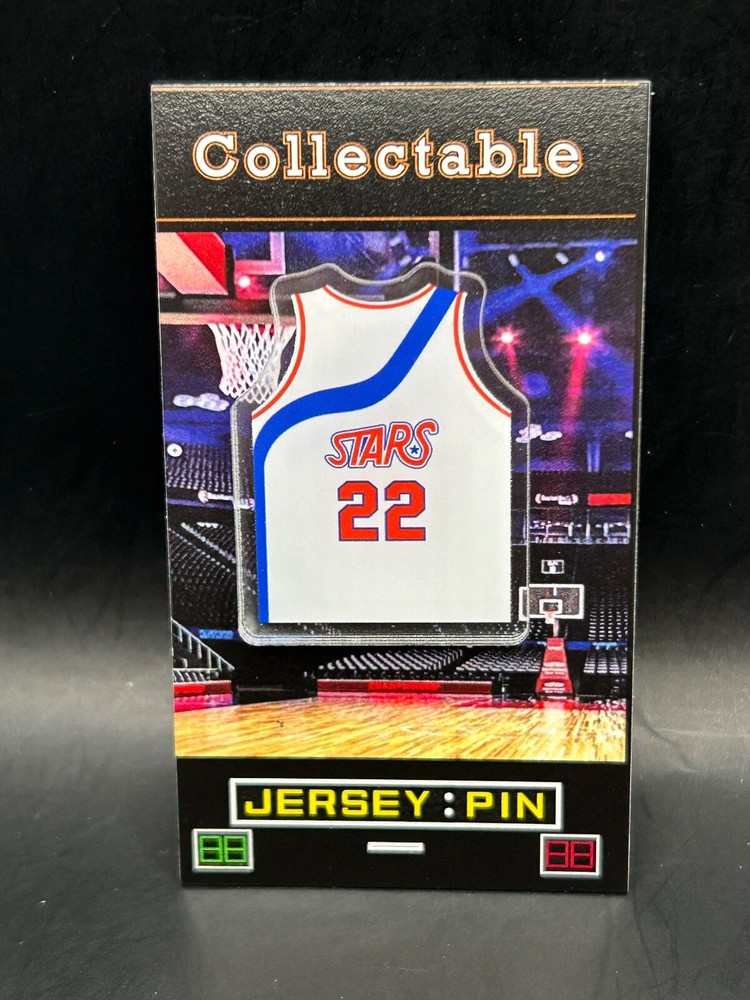 Collectable
STARS
22
JERSEY : PIN
88 88